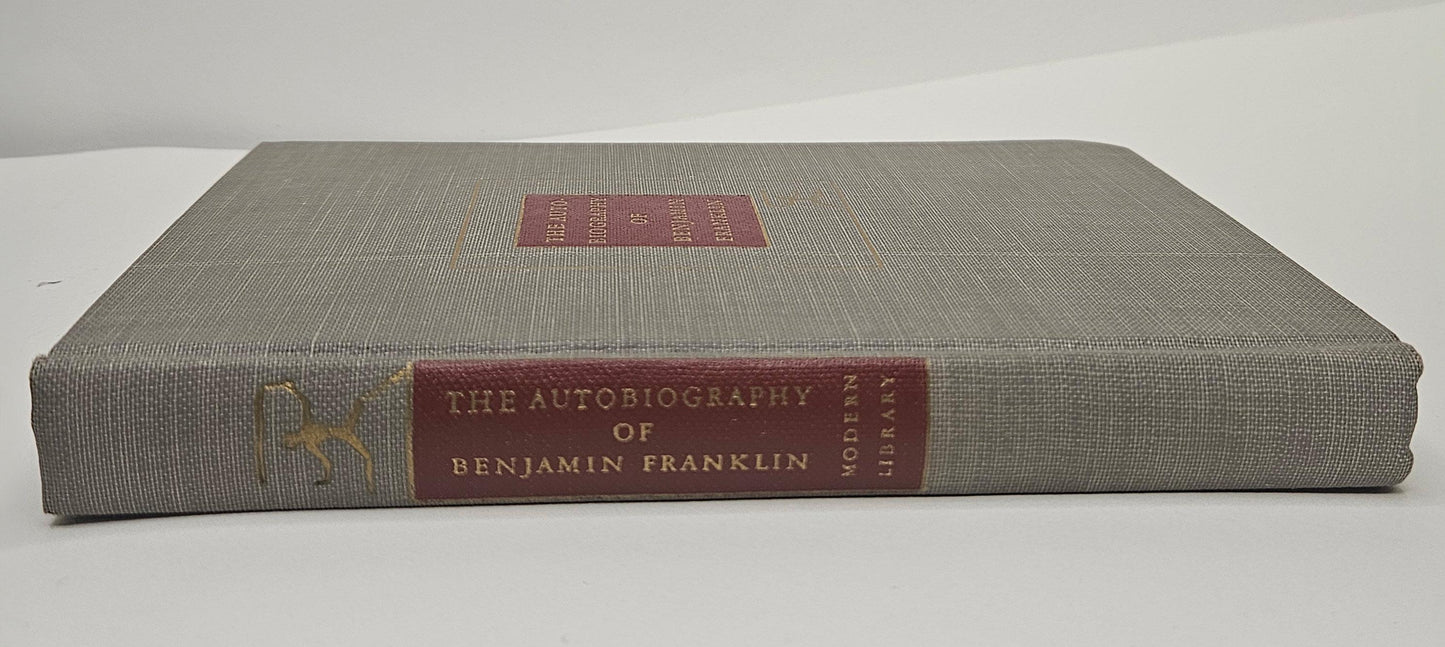 THE AUTO-
BIOGRAPHY
OF
BENJAMIN
FRANKLIN
THE AUTOBIOGRAPHY
OF
BENJAMIN FRANKLIN
MODERN
LIBRARY